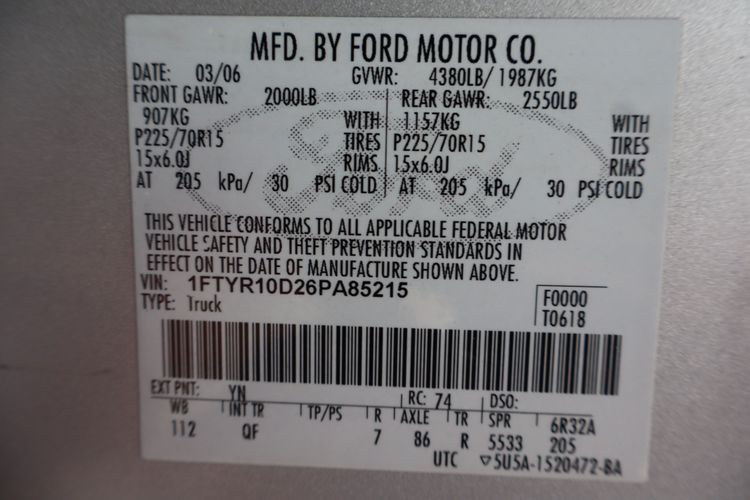 MFD. BY FORD MOTOR CO.
DATE: 03/06 GVWR: 4380LB/ 1987KG
FRONT GAWR: 2000LB REAR GAWR: 2550LB
907KG WITH 1157KG WITH
P225/70R15 TIRES P225/70R15 TIRES
15x6.0J RIMS 15x6.0J RIMS
AT 205 kPa/ 30 PSI COLD AT 205 kPa/ 30 PSI COLD
THIS VEHICLE CONFORMS TO ALL APPLICABLE FEDERAL MOTOR
VEHICLE SAFETY AND THEFT PREVENTION STANDARDS IN
EFFECT ON THE DATE OF MANUFACTURE SHOWN ABOVE.
VIN: 1FTYR10D26PA85215 F0000
TYPE: Truck T0618
EXT PNT: YN RC: 74 DSO:
WB INT TR TP/PS R AXLE TR SPR 6R32A
112 QF 7 86 R 5533 205
UTC ▽5U5A-1520472-BA
Ford